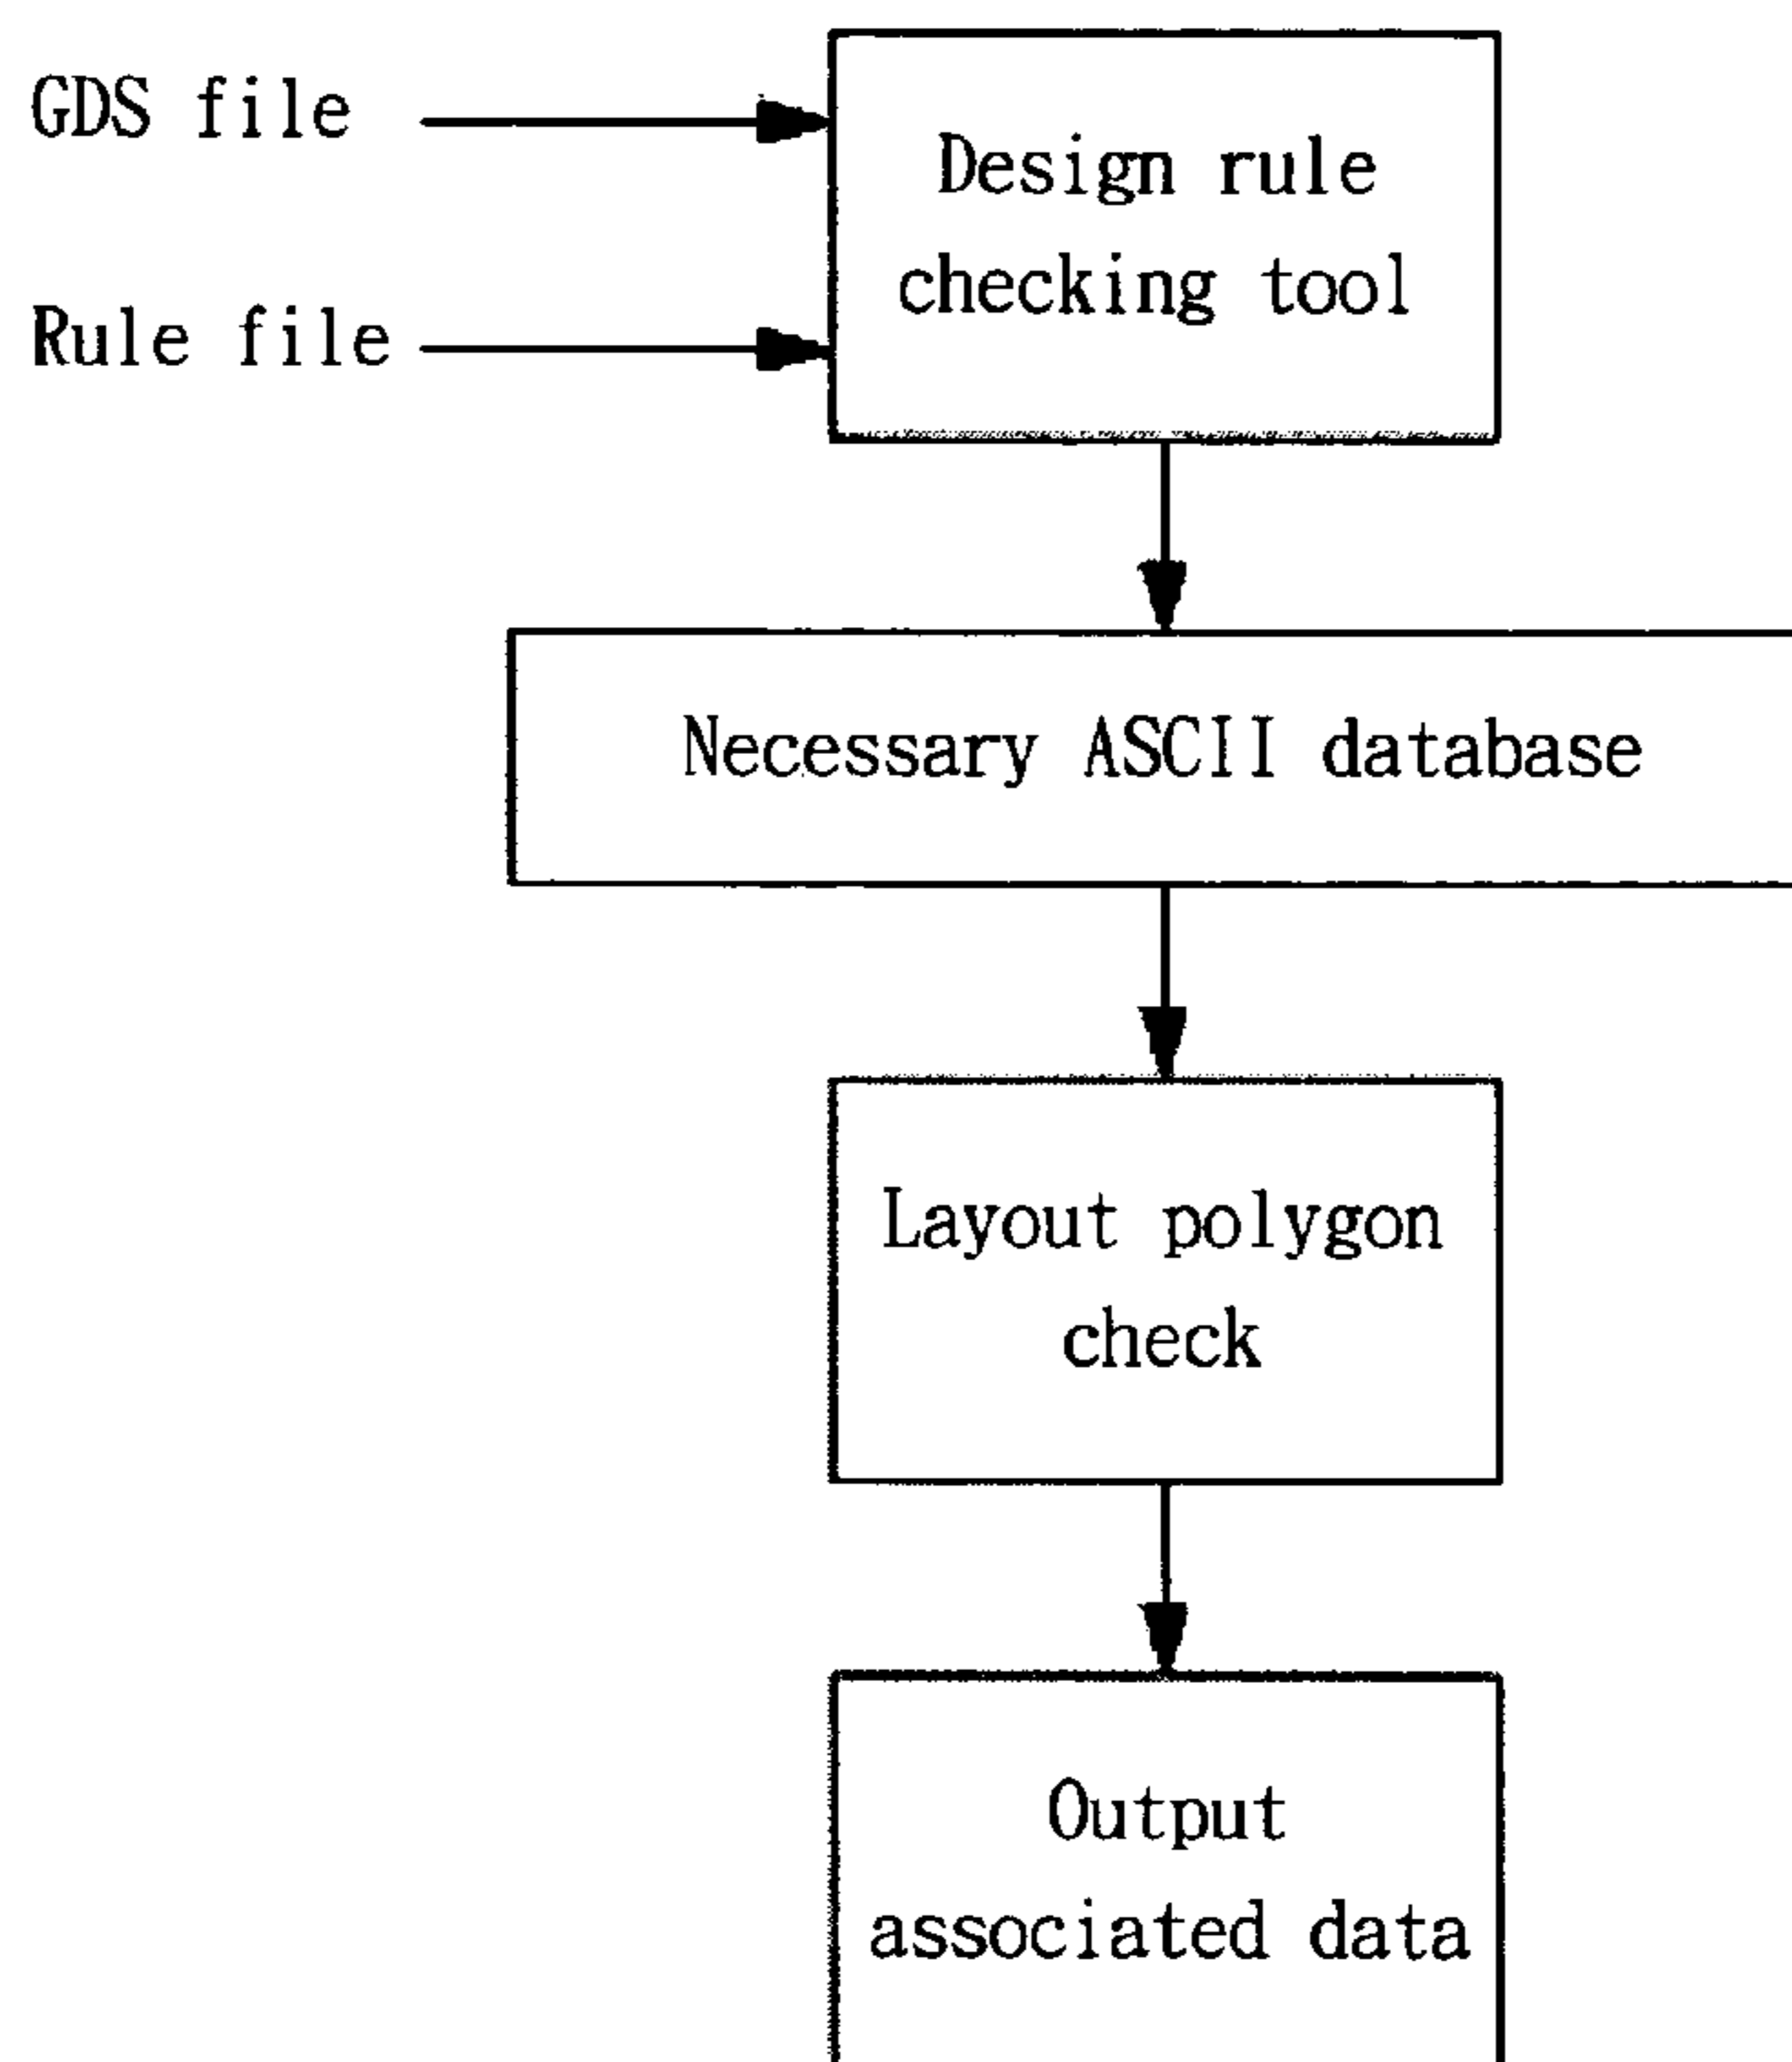 GDS file
Rule file
Design rule
checking tool
Necessary ASCII database
Layout polygon
check
Output
associated data